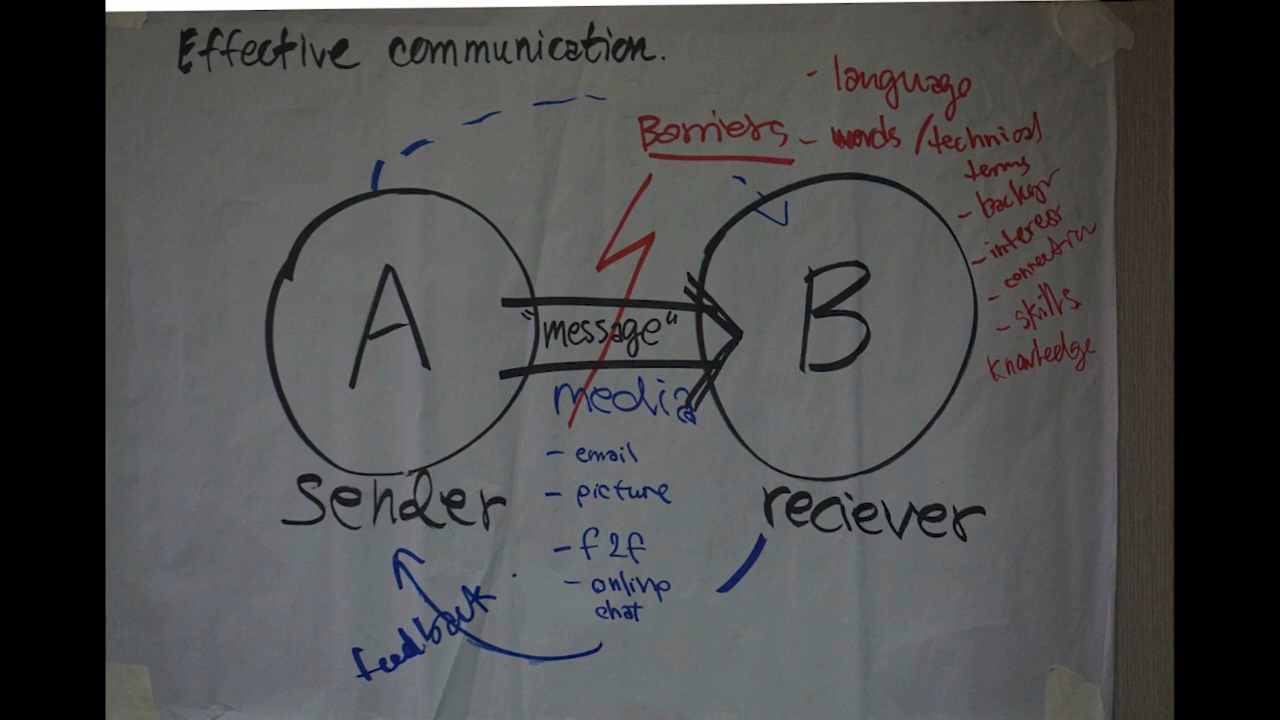 Effective communication.
- language
Barriers - words / technical
terms
- backgr
- interest
- connection
- skills
knowledge
A
"message"
B
media
- email
- picture
- f2f
- online
chat
sender
reciever
feedback